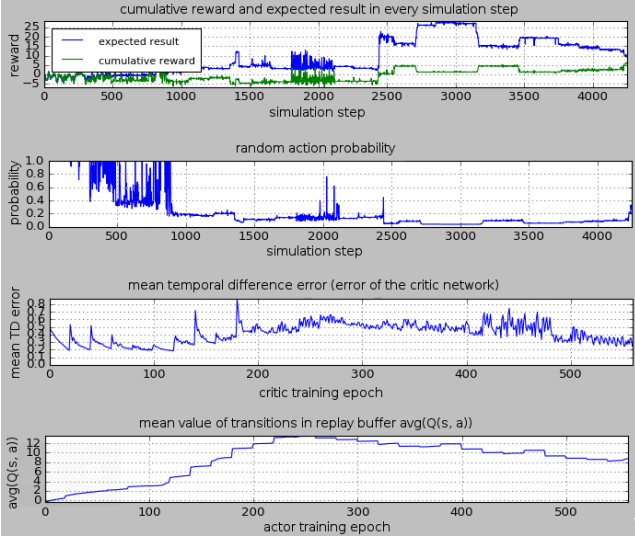 cumulative reward and expected result in every simulation step
reward
25
20
15
10
5
0
−5
expected result
cumulative reward
0 500 1000 1500 2000 2500 3000 3500 4000
simulation step
random action probability
probability
1.0
0.8
0.6
0.4
0.2
0.0
0 500 1000 1500 2000 2500 3000 3500 4000
simulation step
mean temporal difference error (error of the critic network)
mean TD error
0.8
0.7
0.6
0.5
0.4
0.3
0.2
0.1
0.0
0 100 200 300 400 500
critic training epoch
mean value of transitions in replay buffer avg(Q(s, a))
avg(Q(s, a))
12
10
8
6
4
2
0
0 100 200 300 400 500
actor training epoch